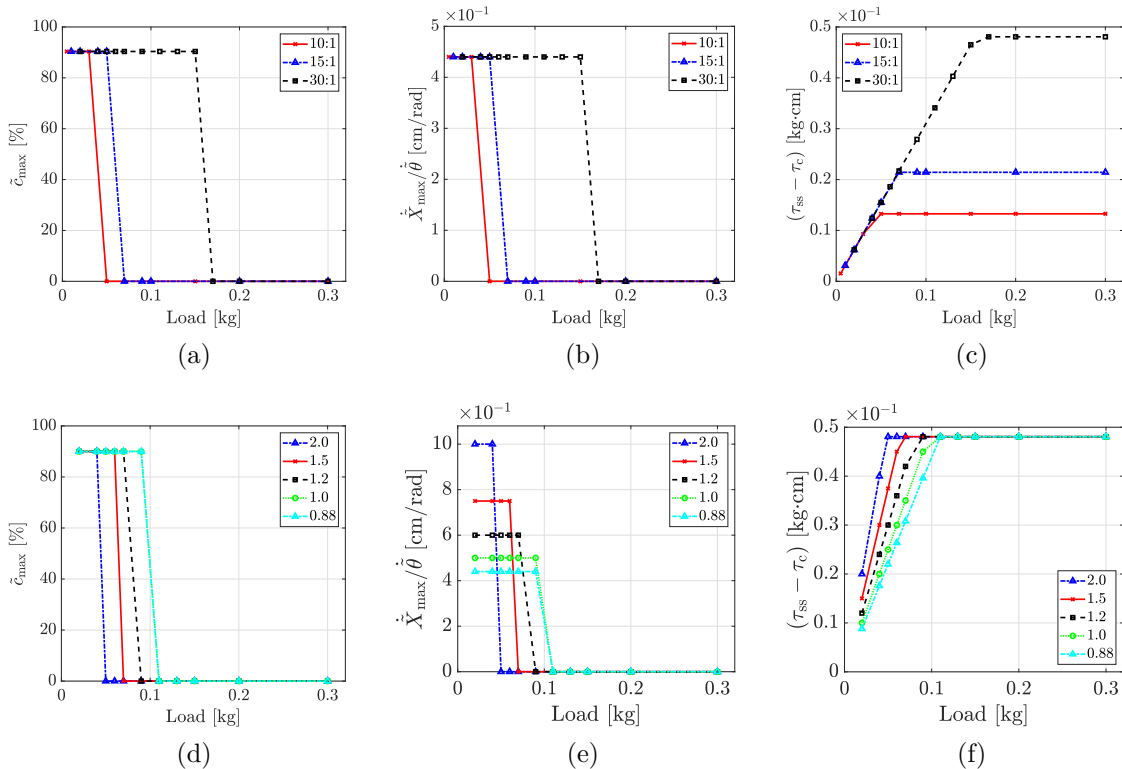 100
80
60
40
20
0
0 0.1 0.2 0.3
Load [kg]
c̃max [%]
10:1
15:1
30:1
(a)
×10⁻¹
5
4
3
2
1
0
0 0.1 0.2 0.3
Load [kg]
Ẋ̃max/θ̇̃ [cm/rad]
10:1
15:1
30:1
(b)
×10⁻¹
0.5
0.4
0.3
0.2
0.1
0
0 0.1 0.2 0.3
Load [kg]
(τss − τc) [kg·cm]
10:1
15:1
30:1
(c)
100
80
60
40
20
0
0 0.1 0.2 0.3
Load [kg]
c̃max [%]
2.0
1.5
1.2
1.0
0.88
(d)
×10⁻¹
10
8
6
4
2
0
0 0.1 0.2 0.3
Load [kg]
Ẋ̃max/θ̇̃ [cm/rad]
2.0
1.5
1.2
1.0
0.88
(e)
×10⁻¹
0.5
0.4
0.3
0.2
0.1
0
0 0.1 0.2 0.3
Load [kg]
(τss − τc) [kg·cm]
2.0
1.5
1.2
1.0
0.88
(f)